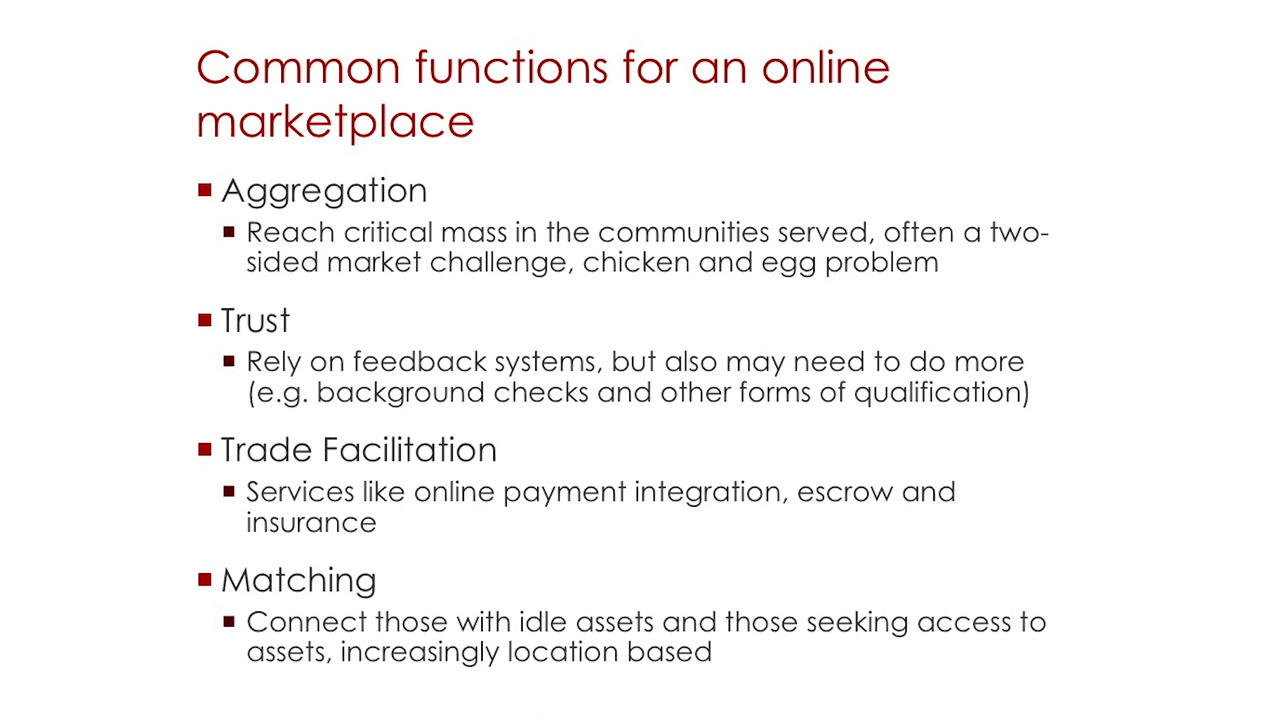 Common functions for an online
marketplace
Aggregation
Reach critical mass in the communities served, often a two-
sided market challenge, chicken and egg problem
Trust
Rely on feedback systems, but also may need to do more
(e.g. background checks and other forms of qualification)
Trade Facilitation
Services like online payment integration, escrow and
insurance
Matching
Connect those with idle assets and those seeking access to
assets, increasingly location based